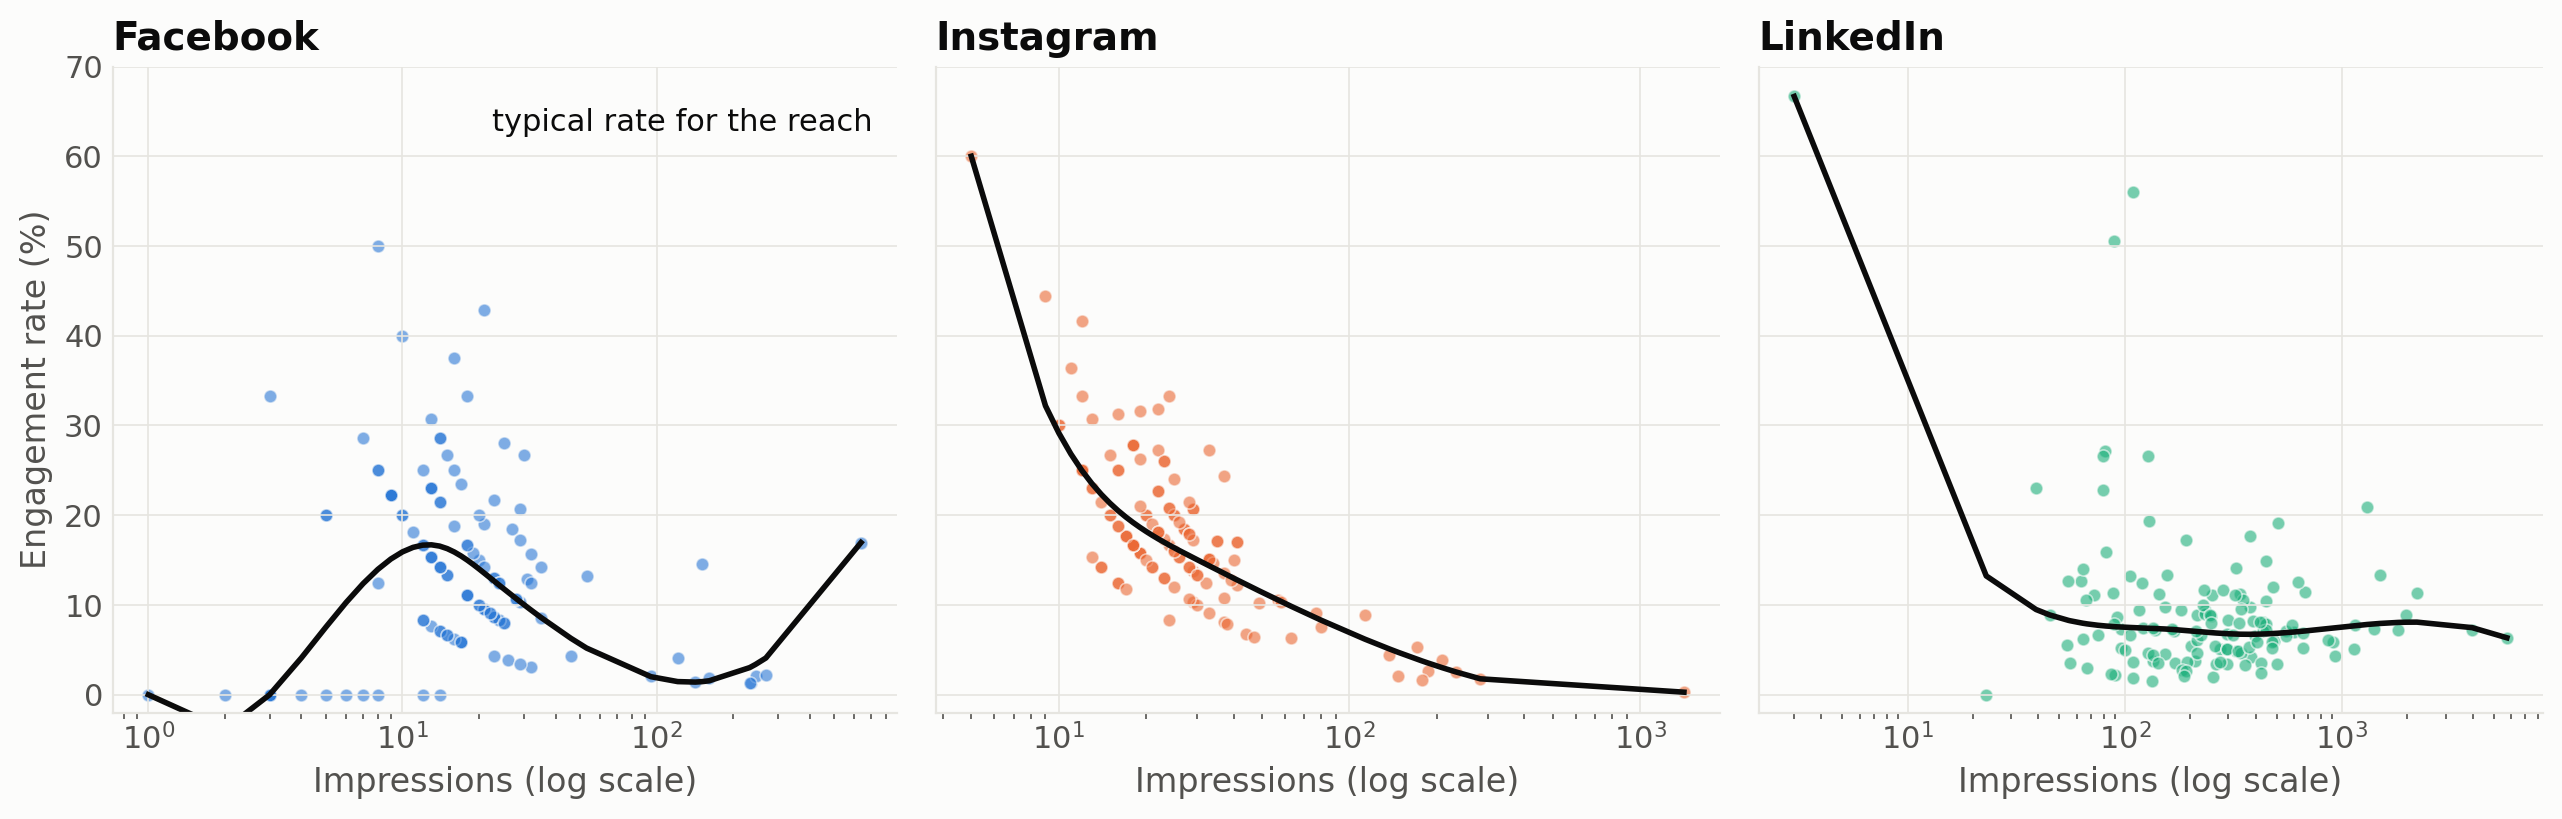 Facebook
Instagram
LinkedIn
Engagement rate (%)
70
60
50
40
30
20
10
0
typical rate for the reach
10⁰
10¹
10²
10¹
10²
10³
10¹
10²
10³
Impressions (log scale)
Impressions (log scale)
Impressions (log scale)